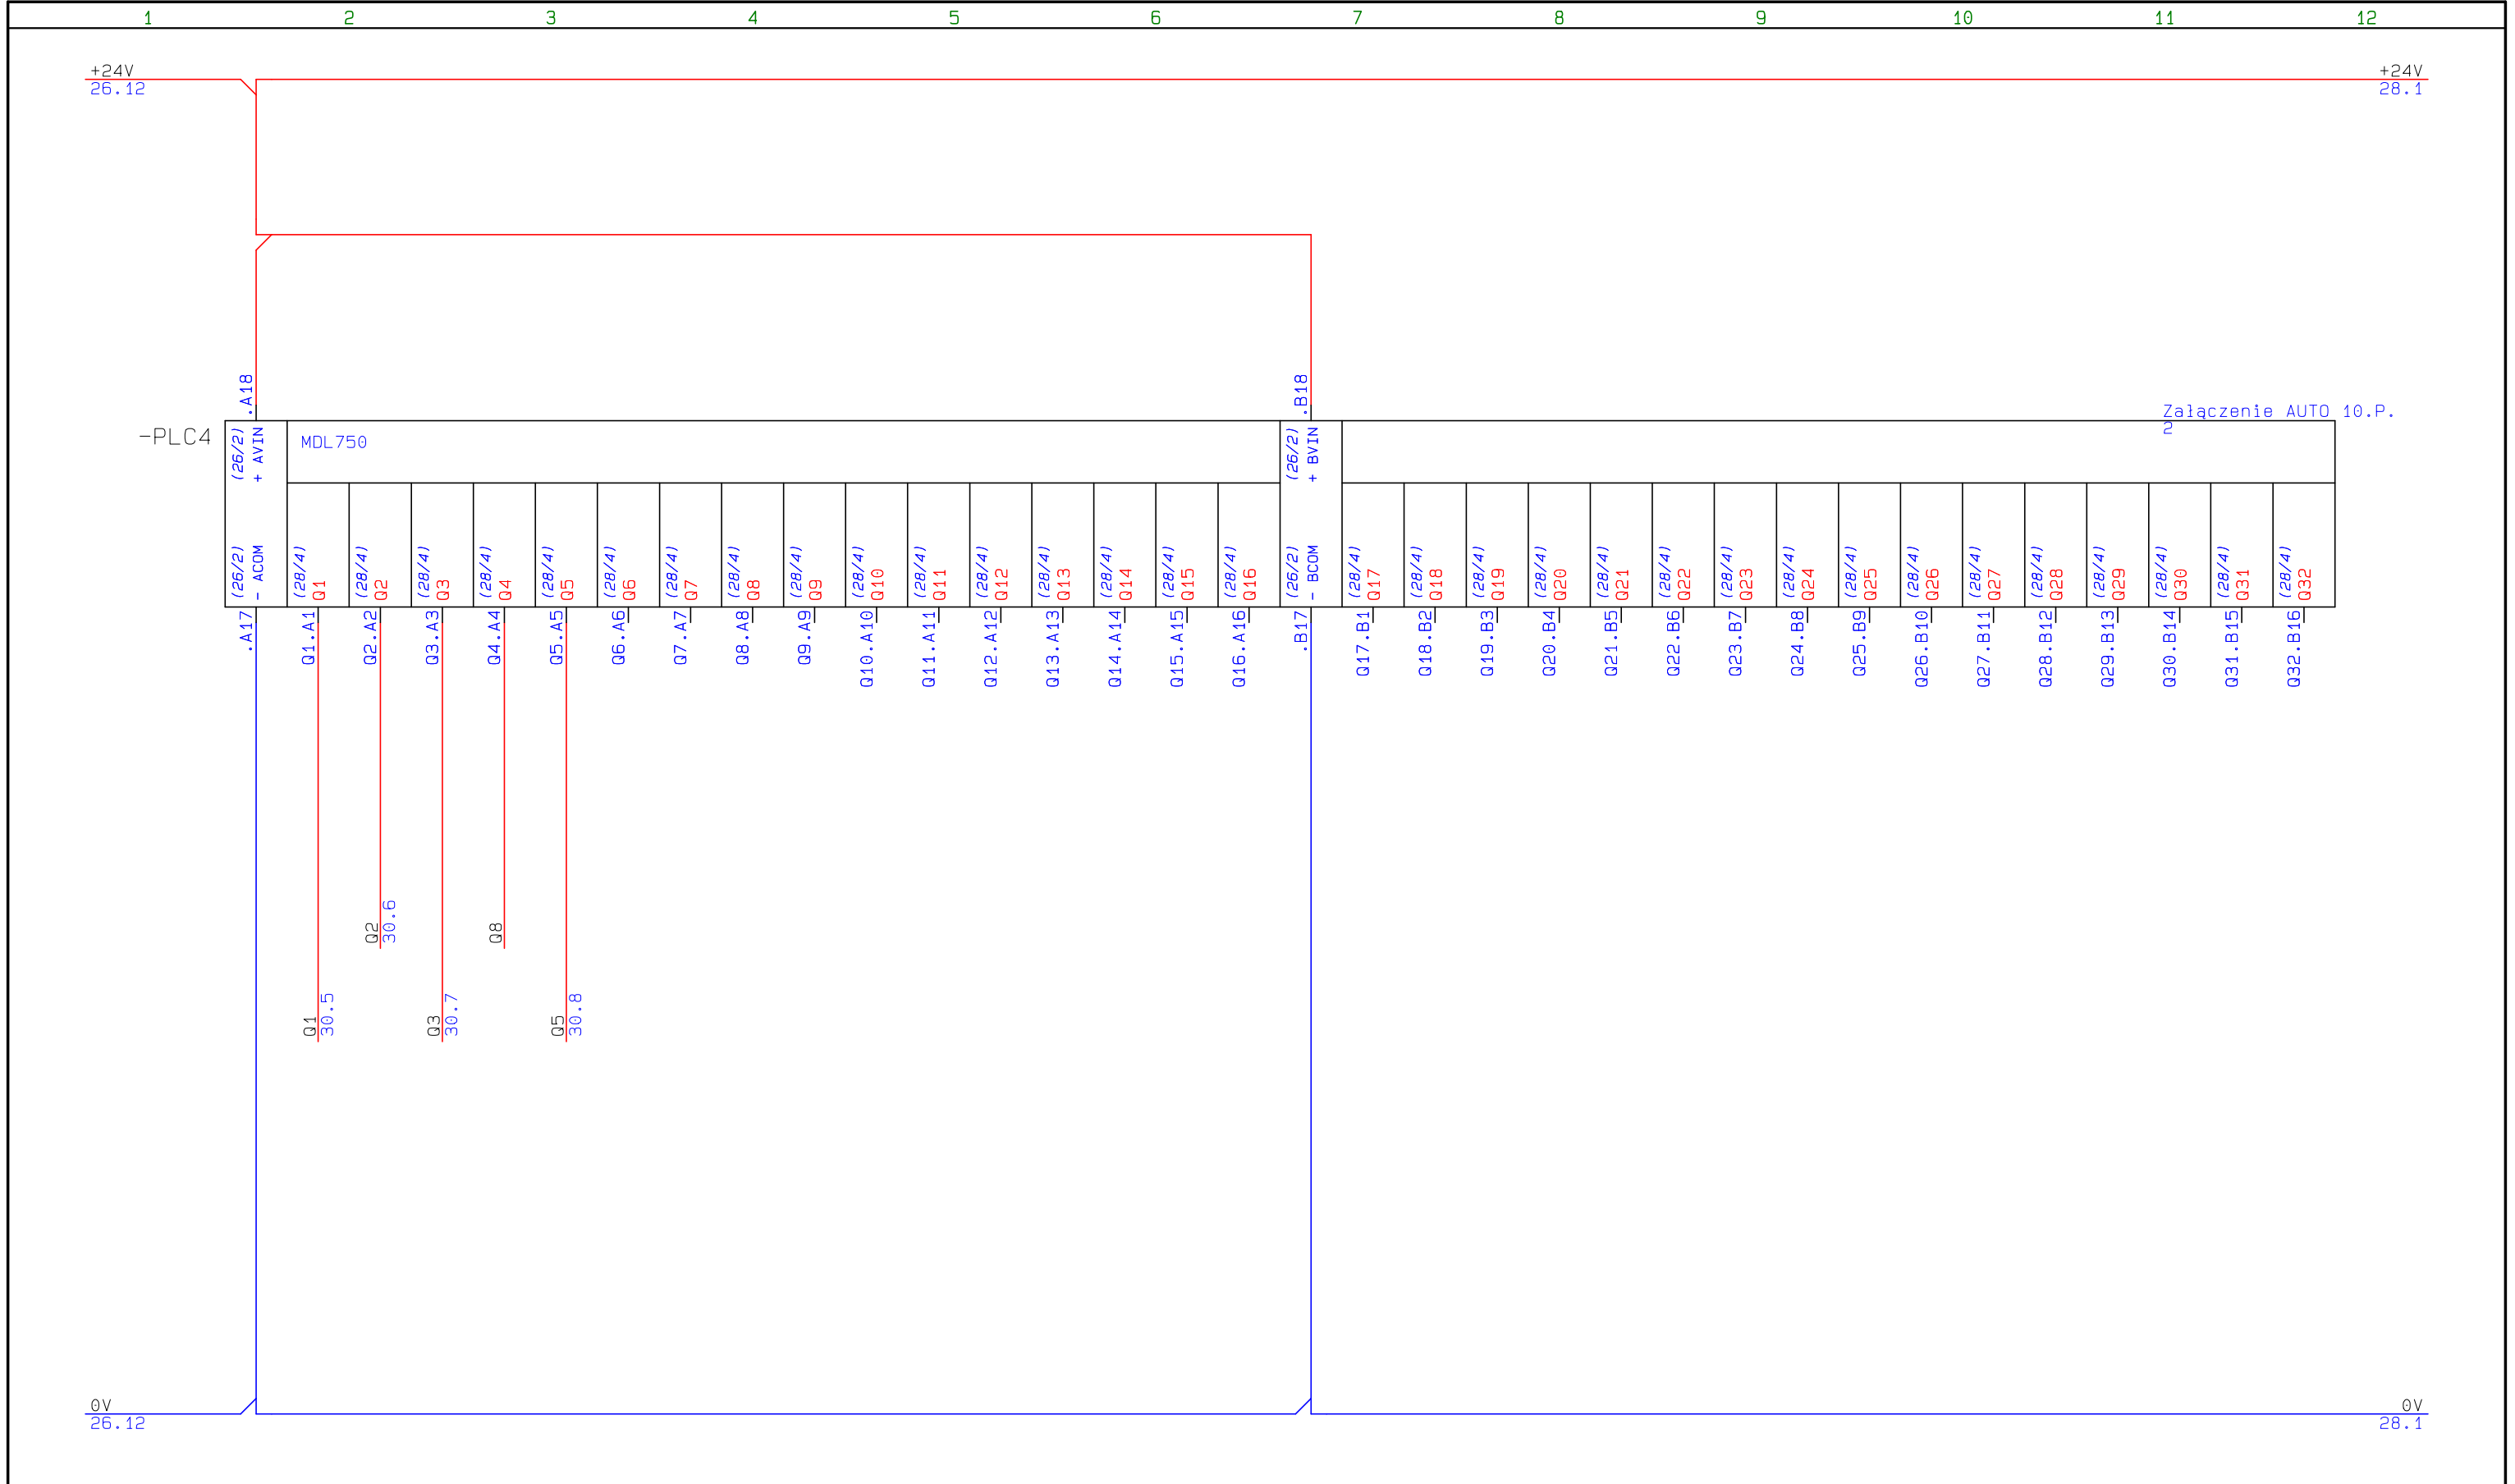 1 2 3 4 5 6 7 8 9 10 11 12
+24V +24V
26.12 28.1
.A18 .B18
Załączenie AUTO 10.P.
2
-PLC4
MDL750
(26/2) (26/2)
+ AVIN + BVIN
(26/2) (28/4) (28/4) (28/4) (28/4) (28/4) (28/4) (28/4) (28/4) (28/4) (28/4) (28/4) (28/4) (28/4) (28/4) (28/4) (28/4) (26/2) (28/4) (28/4) (28/4) (28/4) (28/4) (28/4) (28/4) (28/4) (28/4) (28/4) (28/4) (28/4) (28/4) (28/4) (28/4) (28/4)
- ACOM Q1 Q2 Q3 Q4 Q5 Q6 Q7 Q8 Q9 Q10 Q11 Q12 Q13 Q14 Q15 Q16 - BCOM Q17 Q18 Q19 Q20 Q21 Q22 Q23 Q24 Q25 Q26 Q27 Q28 Q29 Q30 Q31 Q32
.A17 Q1.A1 Q2.A2 Q3.A3 Q4.A4 Q5.A5 Q6.A6 Q7.A7 Q8.A8 Q9.A9 Q10.A10 Q11.A11 Q12.A12 Q13.A13 Q14.A14 Q15.A15 Q16.A16 .B17 Q17.B1 Q18.B2 Q19.B3 Q20.B4 Q21.B5 Q22.B6 Q23.B7 Q24.B8 Q25.B9 Q26.B10 Q27.B11 Q28.B12 Q29.B13 Q30.B14 Q31.B15 Q32.B16
Q2
30.6
Q8
Q1
30.5
Q3
30.7
Q5
30.8
0V 0V
26.12 28.1